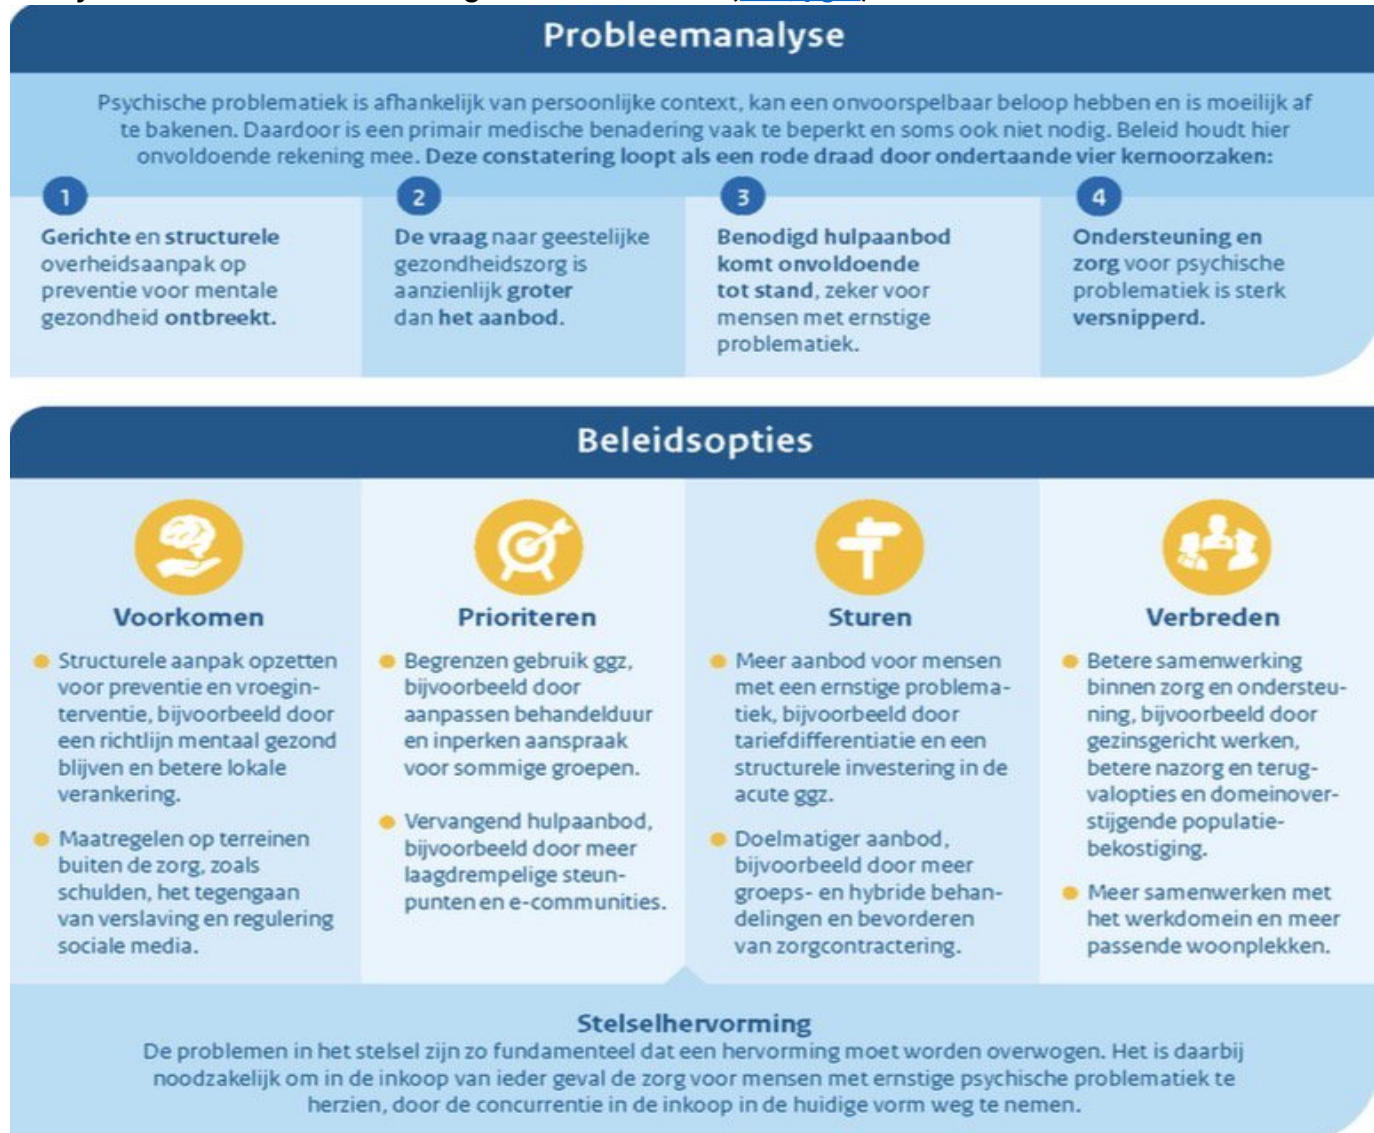 Probleemanalyse
Psychische problematiek is afhankelijk van persoonlijke context, kan een onvoorspelbaar beloop hebben en is moeilijk af
te bakenen. Daardoor is een primair medische benadering vaak te beperkt en soms ook niet nodig. Beleid houdt hier
onvoldoende rekening mee. Deze constatering loopt als een rode draad door ondertaande vier kernoorzaken:
1
Gerichte en structurele
overheidsaanpak op
preventie voor mentale
gezondheid ontbreekt.
2
De vraag naar geestelijke
gezondheidszorg is
aanzienlijk groter
dan het aanbod.
3
Benodigd hulpaanbod
komt onvoldoende
tot stand, zeker voor
mensen met ernstige
problematiek.
4
Ondersteuning en
zorg voor psychische
problematiek is sterk
versnipperd.
Beleidsopties
Voorkomen
Structurele aanpak opzetten
voor preventie en vroegin-
terventie, bijvoorbeeld door
een richtlijn mentaal gezond
blijven en betere lokale
verankering.
Maatregelen op terreinen
buiten de zorg, zoals
schulden, het tegengaan
van verslaving en regulering
sociale media.
Prioriteren
Begrenzen gebruik ggz,
bijvoorbeeld door
aanpassen behandelduur
en inperken aanspraak
voor sommige groepen.
Vervangend hulpaanbod,
bijvoorbeeld door meer
laagdrempelige steun-
punten en e-communities.
Sturen
Meer aanbod voor mensen
met een ernstige problema-
tiek, bijvoorbeeld door
tariefdifferentiatie en een
structurele investering in de
acute ggz.
Doelmatiger aanbod,
bijvoorbeeld door meer
groeps- en hybride behan-
delingen en bevorderen
van zorgcontractering.
Verbreden
Betere samenwerking
binnen zorg en ondersteu-
ning, bijvoorbeeld door
gezinsgericht werken,
betere nazorg en terug-
valopties en domeinover-
stijgende populatie-
bekostiging.
Meer samenwerken met
het werkdomein en meer
passende woonplekken.
Stelselhervorming
De problemen in het stelsel zijn zo fundamenteel dat een hervorming moet worden overwogen. Het is daarbij
noodzakelijk om in de inkoop van ieder geval de zorg voor mensen met ernstige psychische problematiek te
herzien, door de concurrentie in de inkoop in de huidige vorm weg te nemen.